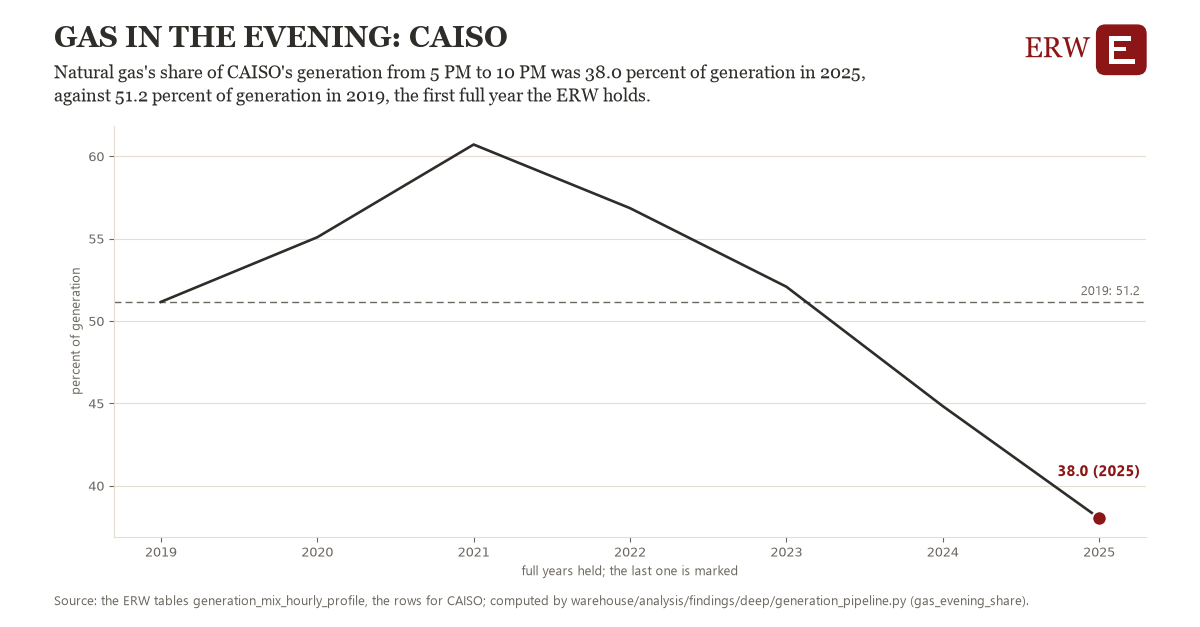 GAS IN THE EVENING: CAISO
ERW E
Natural gas's share of CAISO's generation from 5 PM to 10 PM was 38.0 percent of generation in 2025,
against 51.2 percent of generation in 2019, the first full year the ERW holds.
percent of generation
60
55
50
45
40
2019: 51.2
38.0 (2025)
2019 2020 2021 2022 2023 2024 2025
full years held; the last one is marked
Source: the ERW tables generation_mix_hourly_profile, the rows for CAISO; computed by warehouse/analysis/findings/deep/generation_pipeline.py (gas_evening_share).